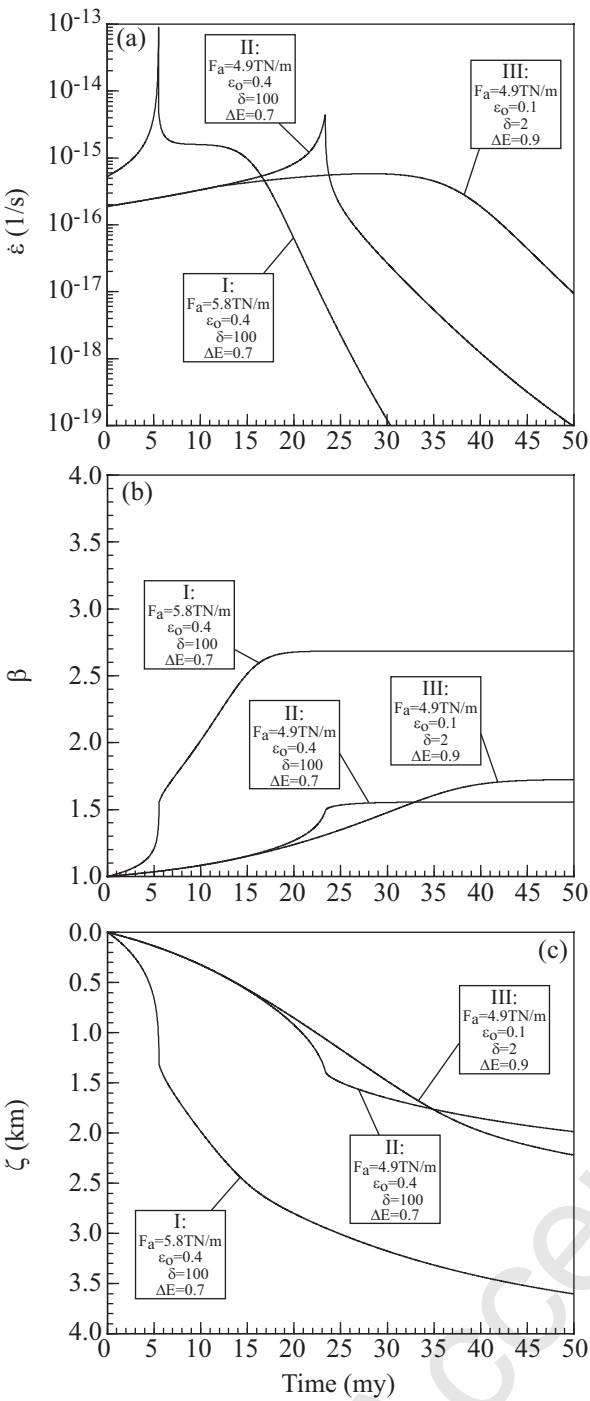 (a)
10-13
10-14
10-15
10-16
10-17
10-18
10-19
ε̇ (1/s)
II:
Fa=4.9TN/m
εo=0.4
δ=100
ΔE=0.7
III:
Fa=4.9TN/m
εo=0.1
δ=2
ΔE=0.9
I:
Fa=5.8TN/m
εo=0.4
δ=100
ΔE=0.7
0 5 10 15 20 25 30 35 40 45 50
(b)
4.0
3.5
3.0
2.5
2.0
1.5
1.0
β
I:
Fa=5.8TN/m
εo=0.4
δ=100
ΔE=0.7
II:
Fa=4.9TN/m
εo=0.4
δ=100
ΔE=0.7
III:
Fa=4.9TN/m
εo=0.1
δ=2
ΔE=0.9
0 5 10 15 20 25 30 35 40 45 50
(c)
0.0
0.5
1.0
1.5
2.0
2.5
3.0
3.5
4.0
ζ (km)
III:
Fa=4.9TN/m
εo=0.1
δ=2
ΔE=0.9
II:
Fa=4.9TN/m
εo=0.4
δ=100
ΔE=0.7
I:
Fa=5.8TN/m
εo=0.4
δ=100
ΔE=0.7
0 5 10 15 20 25 30 35 40 45 50
Time (my)